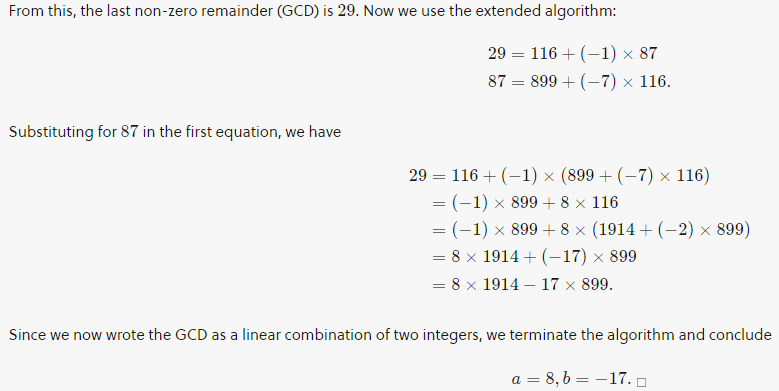 From this, the last non-zero remainder (GCD) is 29. Now we use the extended algorithm:
29 = 116 + (−1) × 87
87 = 899 + (−7) × 116.
Substituting for 87 in the first equation, we have
29 = 116 + (−1) × (899 + (−7) × 116)
= (−1) × 899 + 8 × 116
= (−1) × 899 + 8 × (1914 + (−2) × 899)
= 8 × 1914 + (−17) × 899
= 8 × 1914 − 17 × 899.
Since we now wrote the GCD as a linear combination of two integers, we terminate the algorithm and conclude
a = 8, b = −17. □